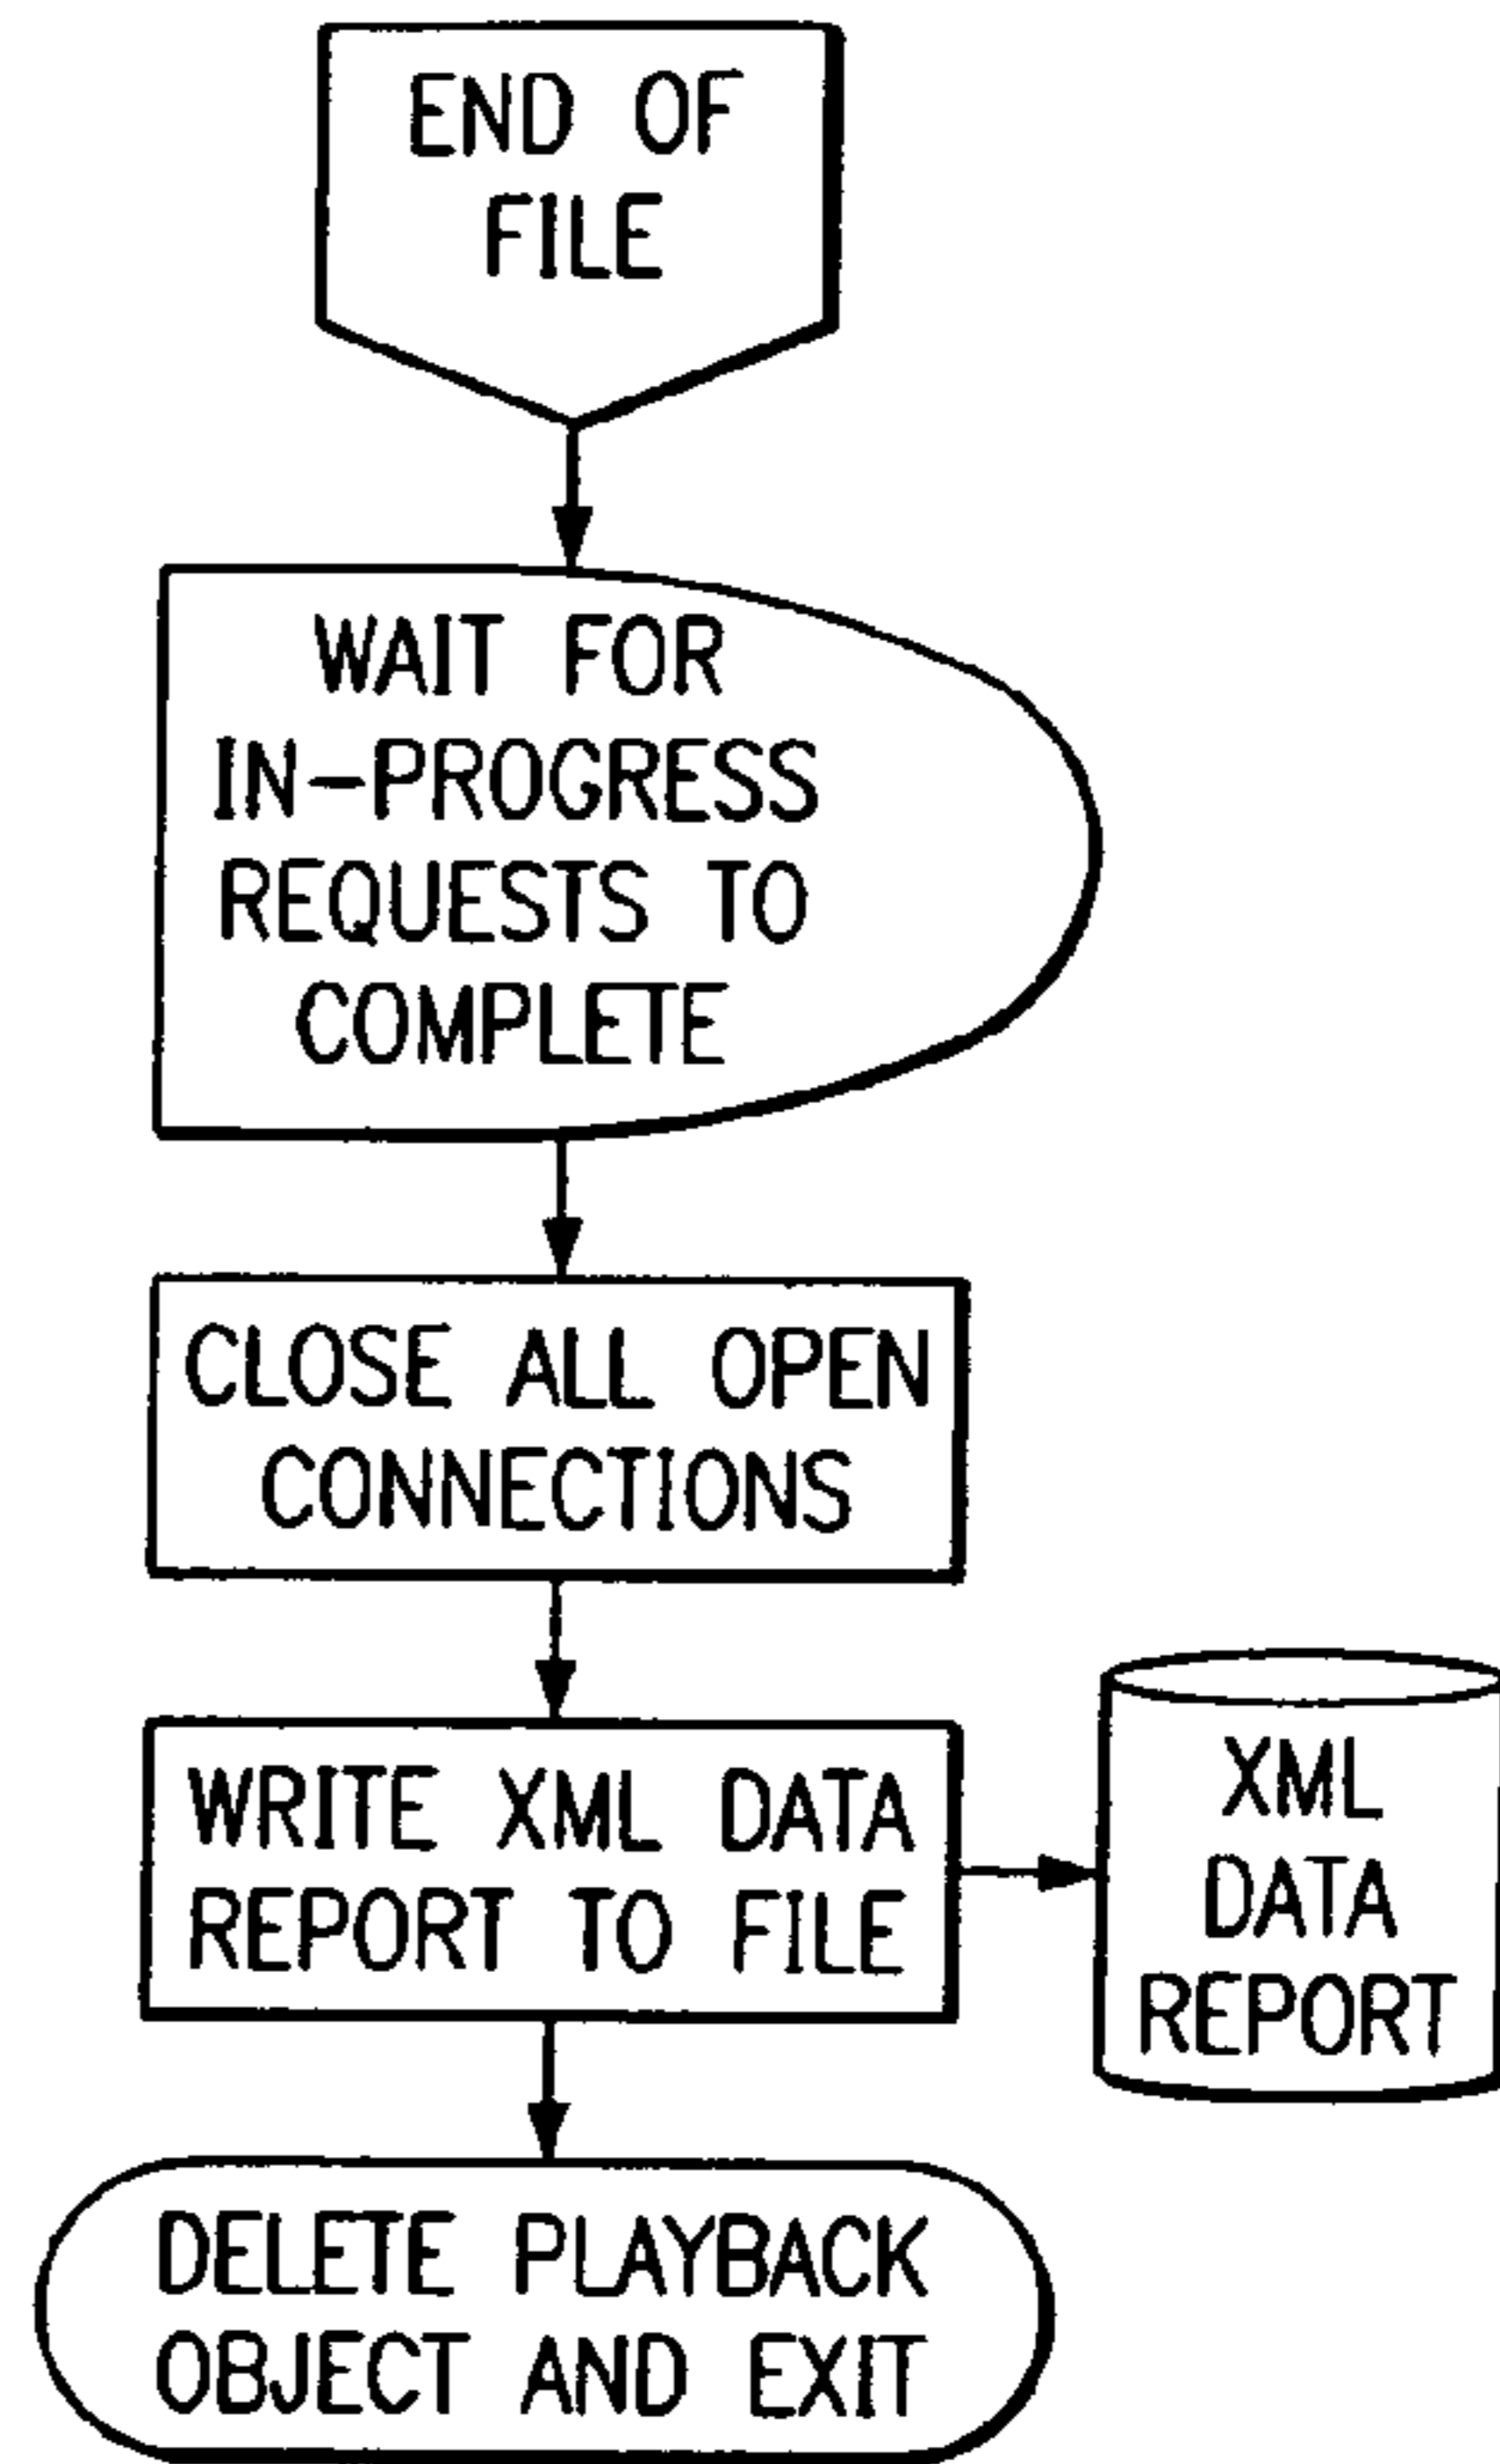 END OF
FILE
WAIT FOR
IN-PROGRESS
REQUESTS TO
COMPLETE
CLOSE ALL OPEN
CONNECTIONS
WRITE XML DATA
REPORT TO FILE
XML
DATA
REPORT
DELETE PLAYBACK
OBJECT AND EXIT